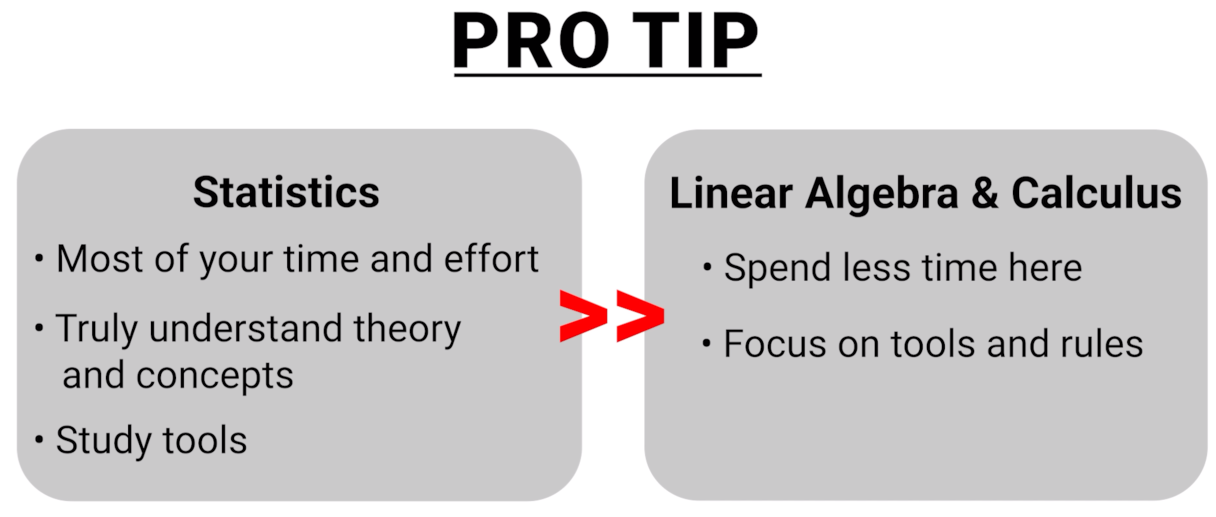 PRO TIP
Statistics
• Most of your time and effort
• Truly understand theory
and concepts
• Study tools
>>
Linear Algebra & Calculus
• Spend less time here
• Focus on tools and rules